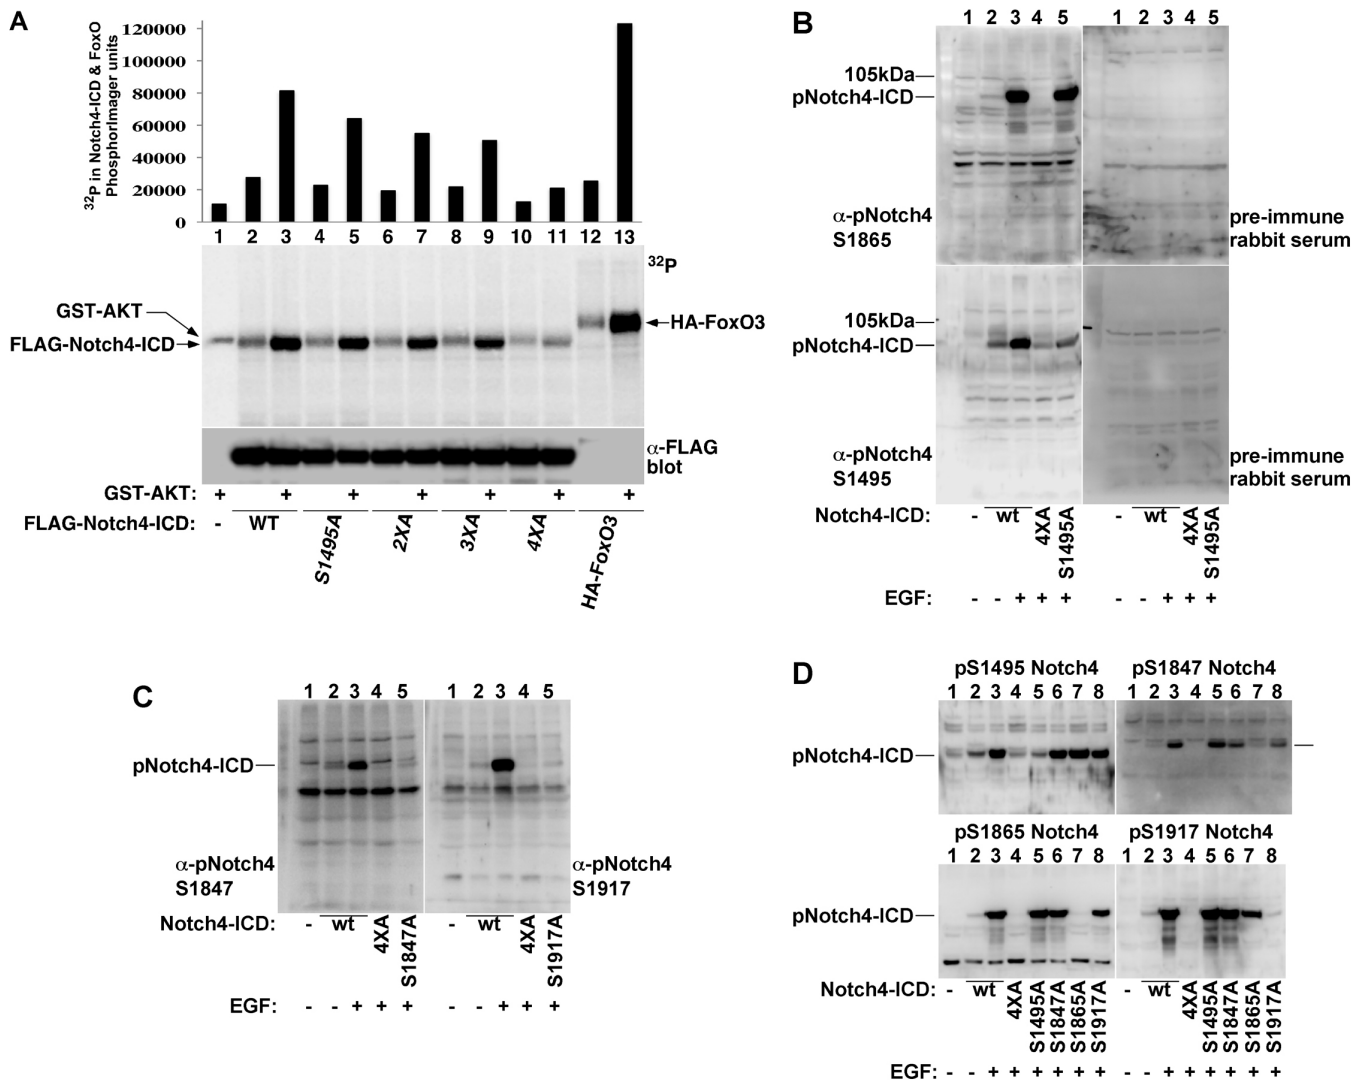 A
³²P in Notch4-ICD & FoxO
PhosphorImager units
120000
100000
80000
60000
40000
20000
0
1 2 3 4 5 6 7 8 9 10 11 12 13
³²P
GST-AKT
FLAG-Notch4-ICD
HA-FoxO3
α-FLAG
blot
GST-AKT: + + + + + + +
FLAG-Notch4-ICD: - WT S1495A 2XA 3XA 4XA HA-FoxO3
B
1 2 3 4 5 1 2 3 4 5
105kDa
pNotch4-ICD
α-pNotch4
S1865
pre-immune
rabbit serum
105kDa
pNotch4-ICD
α-pNotch4
S1495
pre-immune
rabbit serum
Notch4-ICD: - wt 4XA S1495A - wt 4XA S1495A
EGF: - - + + + - - + + +
C
1 2 3 4 5 1 2 3 4 5
pNotch4-ICD
α-pNotch4
S1847
α-pNotch4
S1917
Notch4-ICD: - wt 4XA S1847A - wt 4XA S1917A
EGF: - - + + + - - + + +
D
pS1495 Notch4 pS1847 Notch4
1 2 3 4 5 6 7 8 1 2 3 4 5 6 7 8
pNotch4-ICD
pS1865 Notch4 pS1917 Notch4
1 2 3 4 5 6 7 8 1 2 3 4 5 6 7 8
pNotch4-ICD
Notch4-ICD: - wt 4XA S1495A S1847A S1865A S1917A - wt 4XA S1495A S1847A S1865A S1917A
EGF: - - + + + + + + - - + + + + + +